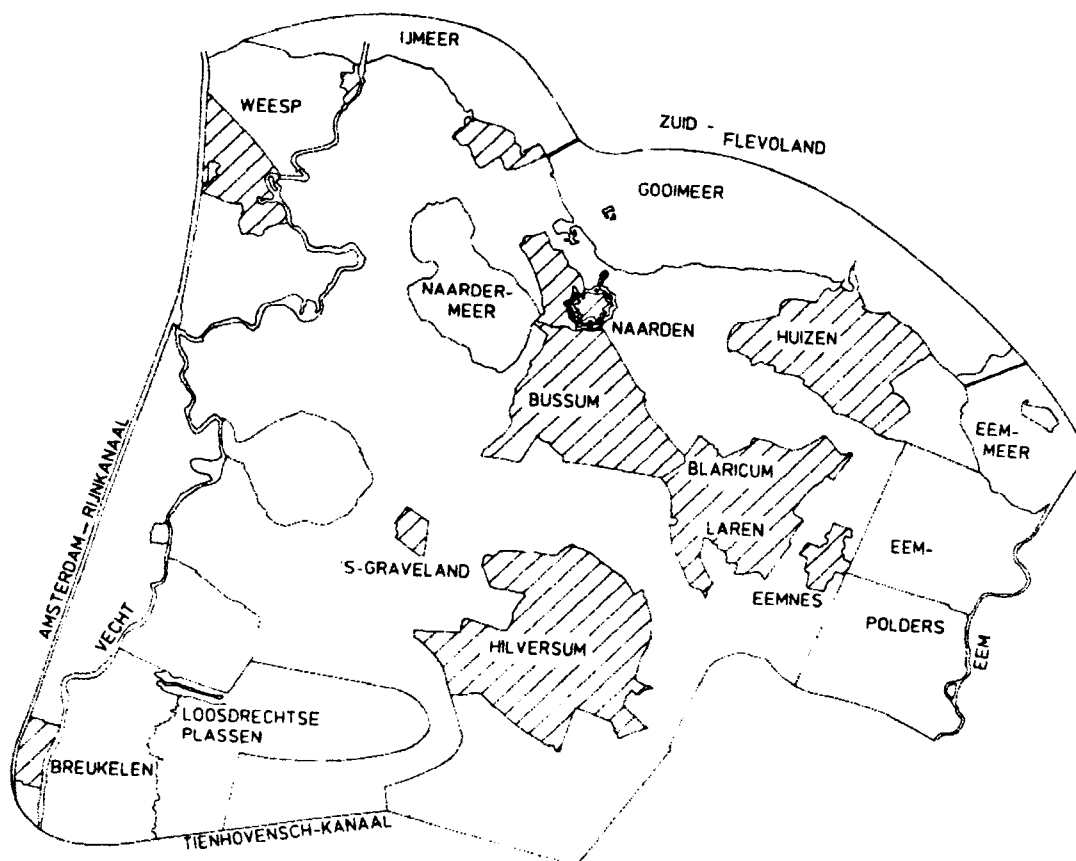 IJMEER
WEESP
ZUID -
FLEVOLAND
GOOIMEER
NAARDER-
MEER
NAARDEN
HUIZEN
BUSSUM
EEM-
MEER
BLARICUM
LAREN
EEM-
'S-GRAVELAND
EEMNES
POLDERS
HILVERSUM
EEM
AMSTERDAM-RIJNKANAAL
VECHT
LOOSDRECHTSE
PLASSEN
BREUKELEN
TIENHOVENSCH-KANAAL